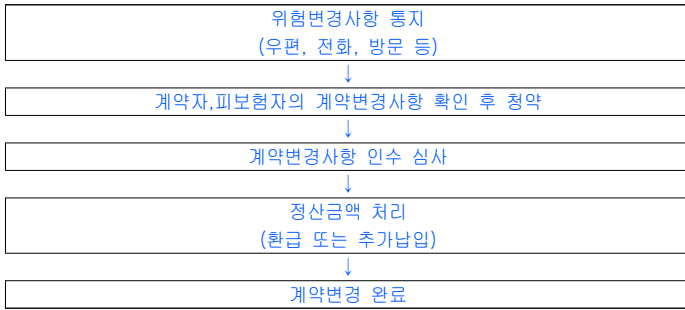 위험변경사항 통지
(우편, 전화, 방문 등)
↓
계약자,피보험자의 계약변경사항 확인 후 청약
↓
계약변경사항 인수 심사
↓
정산금액 처리
(환급 또는 추가납입)
↓
계약변경 완료